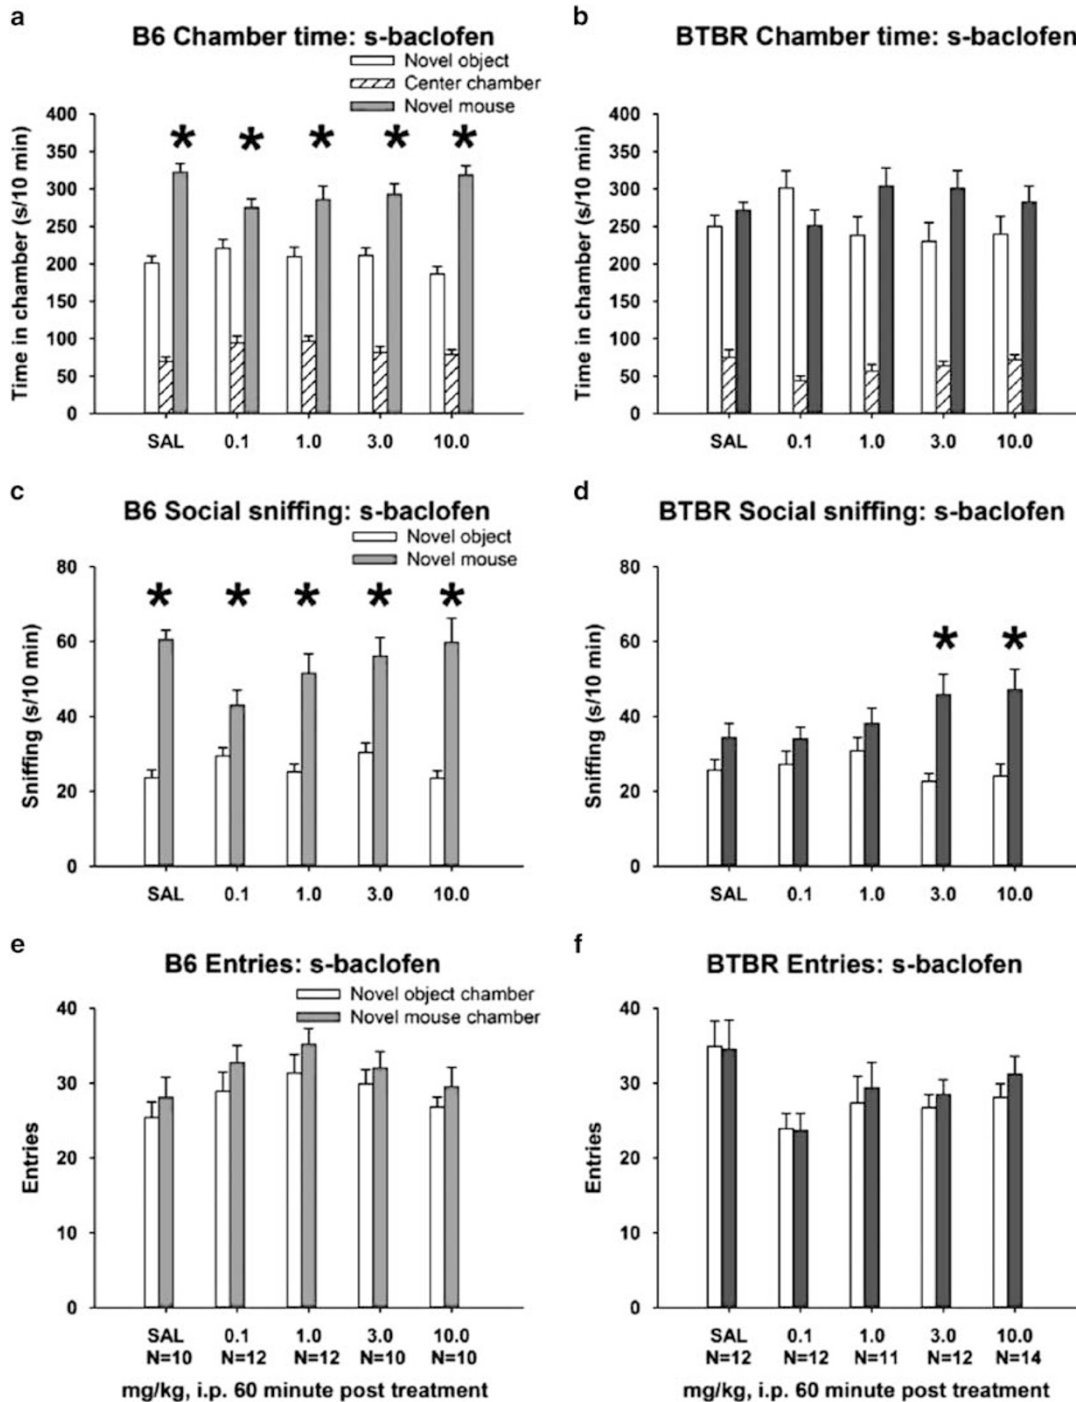 a
B6 Chamber time: s-baclofen
Novel object
Center chamber
Novel mouse
Time in chamber (s/10 min)
400
350
300
250
200
150
100
50
0
* * * * *
SAL 0.1 1.0 3.0 10.0
b
BTBR Chamber time: s-baclofen
Time in chamber (s/10 min)
400
350
300
250
200
150
100
50
0
SAL 0.1 1.0 3.0 10.0
c
B6 Social sniffing: s-baclofen
Novel object
Novel mouse
Sniffing (s/10 min)
80
60
40
20
0
* * * * *
SAL 0.1 1.0 3.0 10.0
d
BTBR Social sniffing: s-baclofen
Sniffing (s/10 min)
80
60
40
20
0
* *
SAL 0.1 1.0 3.0 10.0
e
B6 Entries: s-baclofen
Novel object chamber
Novel mouse chamber
Entries
40
30
20
10
0
SAL 0.1 1.0 3.0 10.0
N=10 N=12 N=12 N=10 N=10
mg/kg, i.p. 60 minute post treatment
f
BTBR Entries: s-baclofen
Entries
40
30
20
10
0
SAL 0.1 1.0 3.0 10.0
N=12 N=12 N=11 N=12 N=14
mg/kg, i.p. 60 minute post treatment